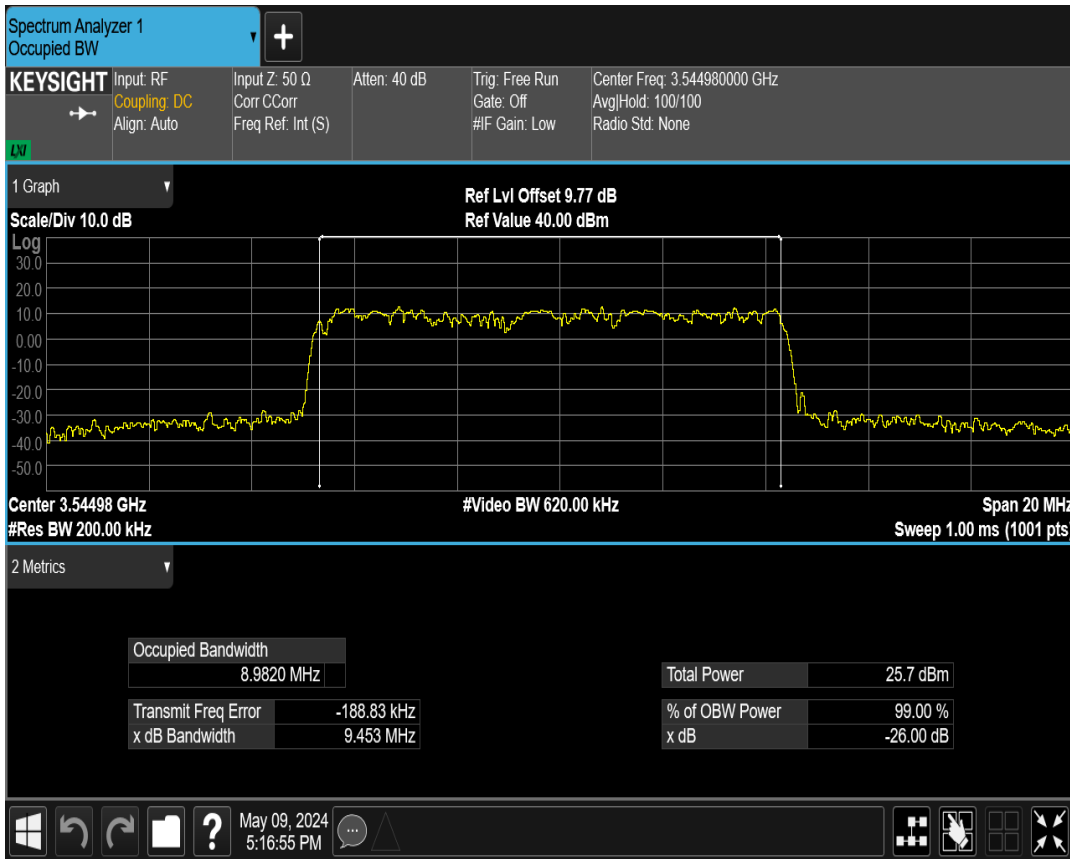 Spectrum Analyzer 1
Occupied BW
KEYSIGHT
LXI
Input: RF
Coupling: DC
Align: Auto
Input Z: 50 Ω
Corr CCorr
Freq Ref: Int (S)
Atten: 40 dB
Trig: Free Run
Gate: Off
#IF Gain: Low
Center Freq: 3.544980000 GHz
Avg|Hold: 100/100
Radio Std: None
1 Graph
Scale/Div 10.0 dB
Ref Lvl Offset 9.77 dB
Ref Value 40.00 dBm
Log
30.0
20.0
10.0
0.00
-10.0
-20.0
-30.0
-40.0
-50.0
Center 3.54498 GHz
#Res BW 200.00 kHz
#Video BW 620.00 kHz
Span 20 MHz
Sweep 1.00 ms (1001 pts)
2 Metrics
Occupied Bandwidth
8.9820 MHz
Transmit Freq Error -188.83 kHz
x dB Bandwidth 9.453 MHz
Total Power 25.7 dBm
% of OBW Power 99.00 %
x dB -26.00 dB
?
May 09, 2024
5:16:55 PM